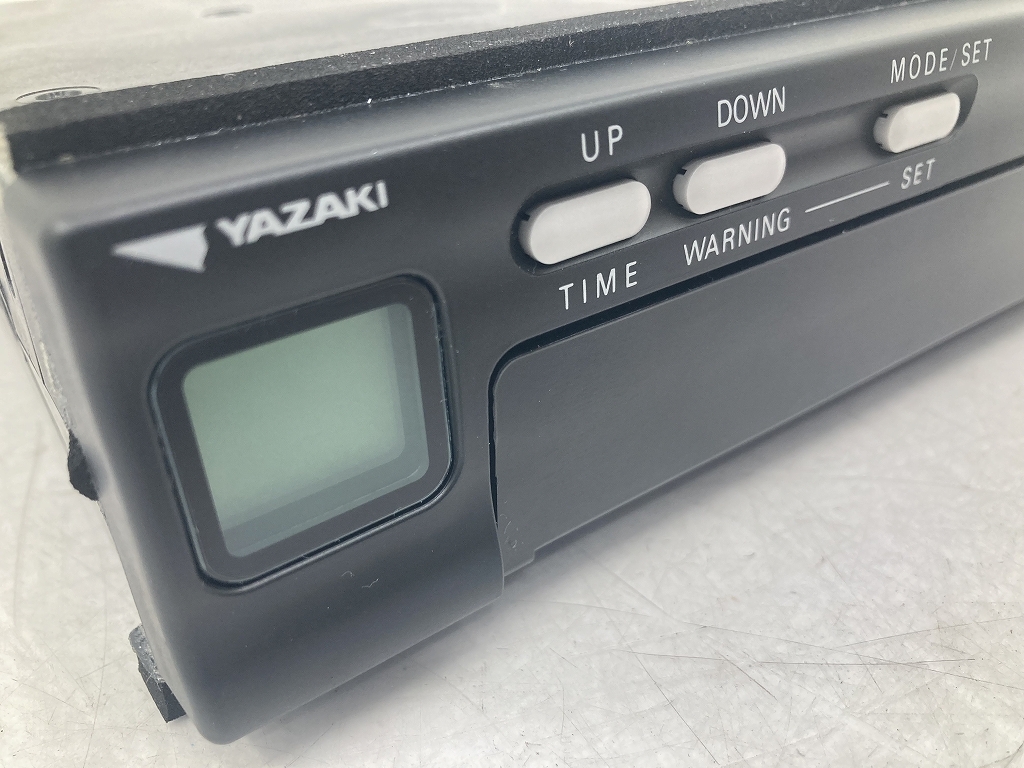 YAZAKI
UP DOWN MODE/SET
TIME WARNING SET